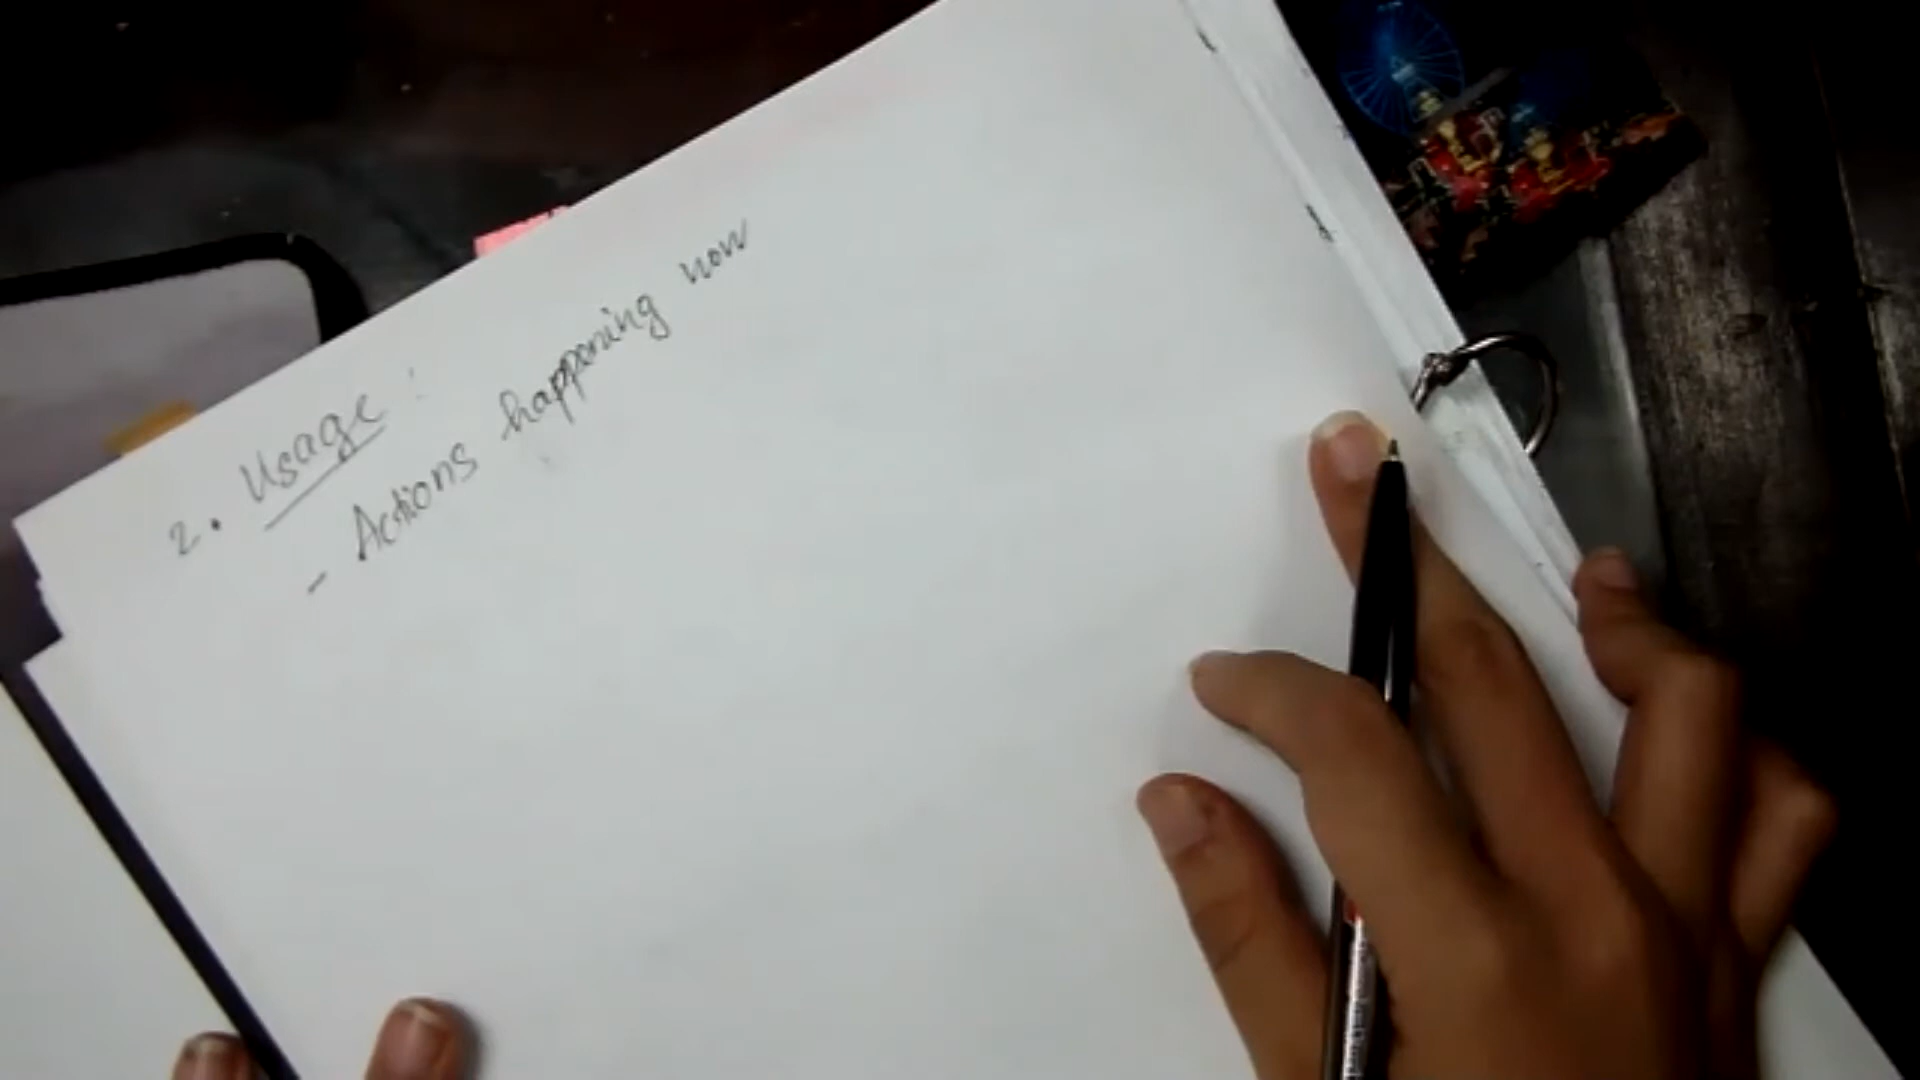 2. Usage :
- Actions happening now